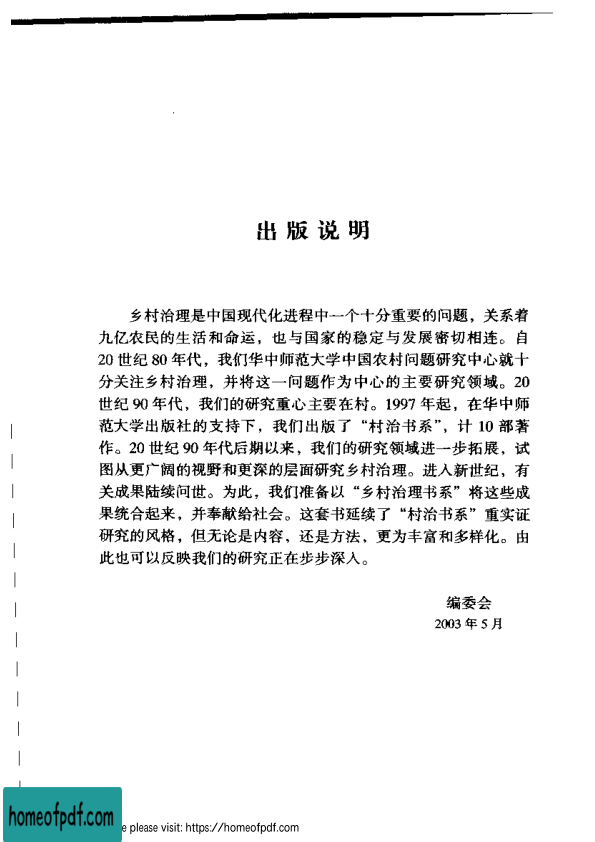 出版说明
乡村治理是中国现代化进程中一个十分重要的问题，关系着
九亿农民的生活和命运，也与国家的稳定与发展密切相连。自
20世纪80年代，我们华中师范大学中国农村问题研究中心就十
分关注乡村治理，并将这一问题作为中心的主要研究领域。20
世纪90年代，我们的研究重心主要在村。1997年起，在华中师
范大学出版社的支持下，我们出版了“村治书系”，计10部著
作。20世纪90年代后期以来，我们的研究领域进一步拓展，试
图从更广阔的视野和更深的层面研究乡村治理。进入新世纪，有
关成果陆续问世。为此，我们准备以“乡村治理书系”将这些成
果统合起来，并奉献给社会。这套书延续了“村治书系”重实证
研究的风格，但无论是内容，还是方法，更为丰富和多样化。由
此也可以反映我们的研究正在步步深入。
编委会
2003年5月
homeofpdf.com
e please visit: https://homeofpdf.com